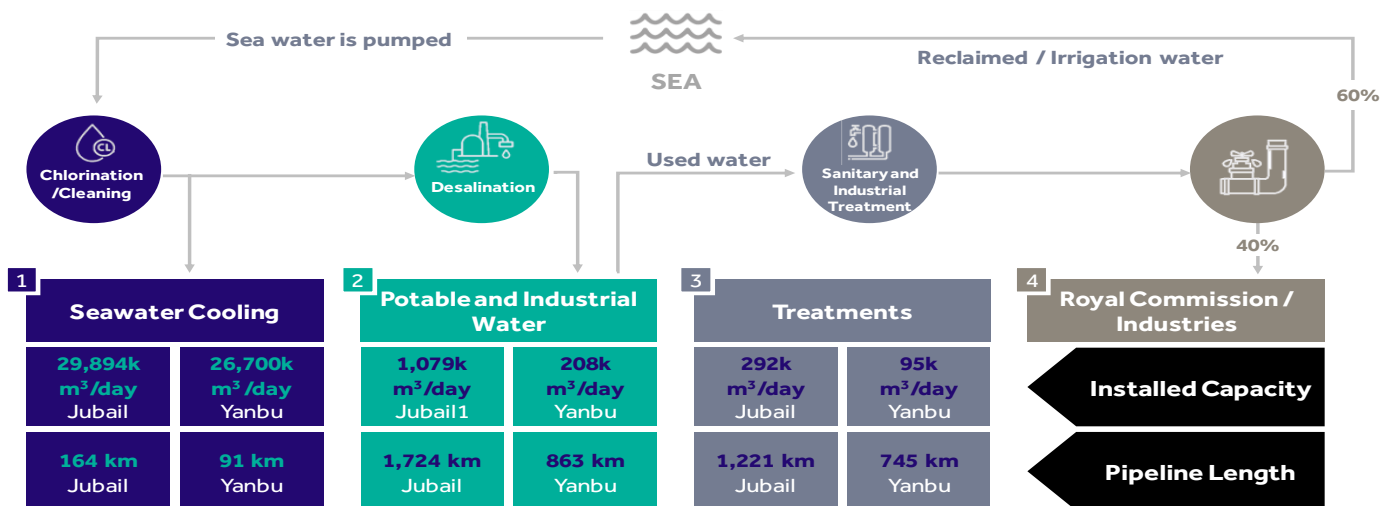 Sea water is pumped
SEA
Reclaimed / Irrigation water
60%
CL
Chlorination
/Cleaning
Desalination
Used water
Sanitary and
Industrial
Treatment
40%
1
Seawater Cooling
29,894k
m³/day
Jubail
26,700k
m³/day
Yanbu
164 km
Jubail
91 km
Yanbu
2
Potable and Industrial
Water
1,079k
m³/day
Jubail1
208k
m³/day
Yanbu
1,724 km
Jubail
863 km
Yanbu
3
Treatments
292k
m³/day
Jubail
95k
m³/day
Yanbu
1,221 km
Jubail
745 km
Yanbu
4
Royal Commission /
Industries
Installed Capacity
Pipeline Length